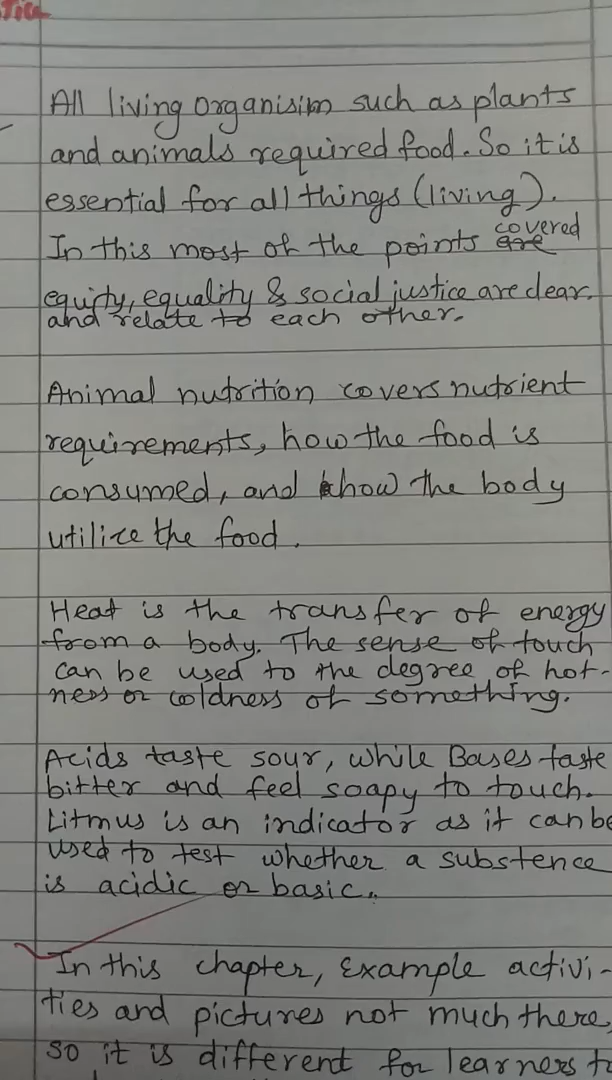 All living organisim such as plants
and animals required food. So it is
essential for all things (living).
In this most of the points covered
equity, equality & social justice are clear.
and relate to each other.
Animal nutrition covers nutrient
requirements, how the food is
consumed, and how the body
utilize the food.
Heat is the transfer of energy
from a body. The sense of touch
can be used to the degree of hot-
ness or coldness of something.
Acids taste sour, while Bases taste
bitter and feel soapy to touch.
Litmus is an indicator as it can be
used to test whether a substence
is acidic or basic.
In this chapter, Example activi-
ties and pictures not much there,
so it is different for learners to